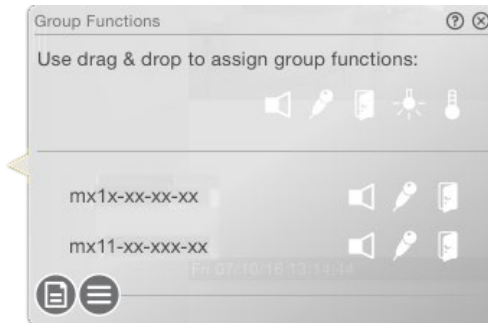 Group Functions
Use drag & drop to assign group functions:
mx1x-xx-xx-xx
mx11-xx-xxx-xx
Fri 07/10/16 13:14:44